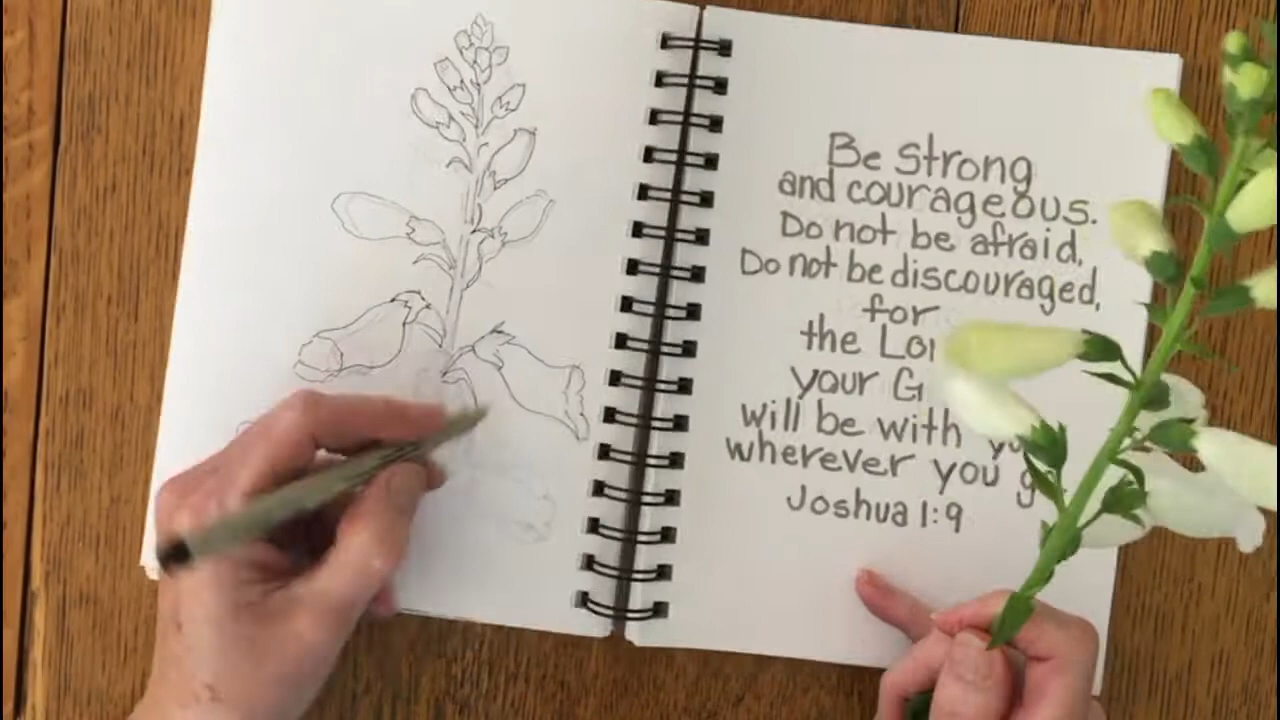 Be Strong
and courageous.
Do not be afraid.
Do not be discouraged,
for
the
your
will be with
wherever you
Joshua 1:9